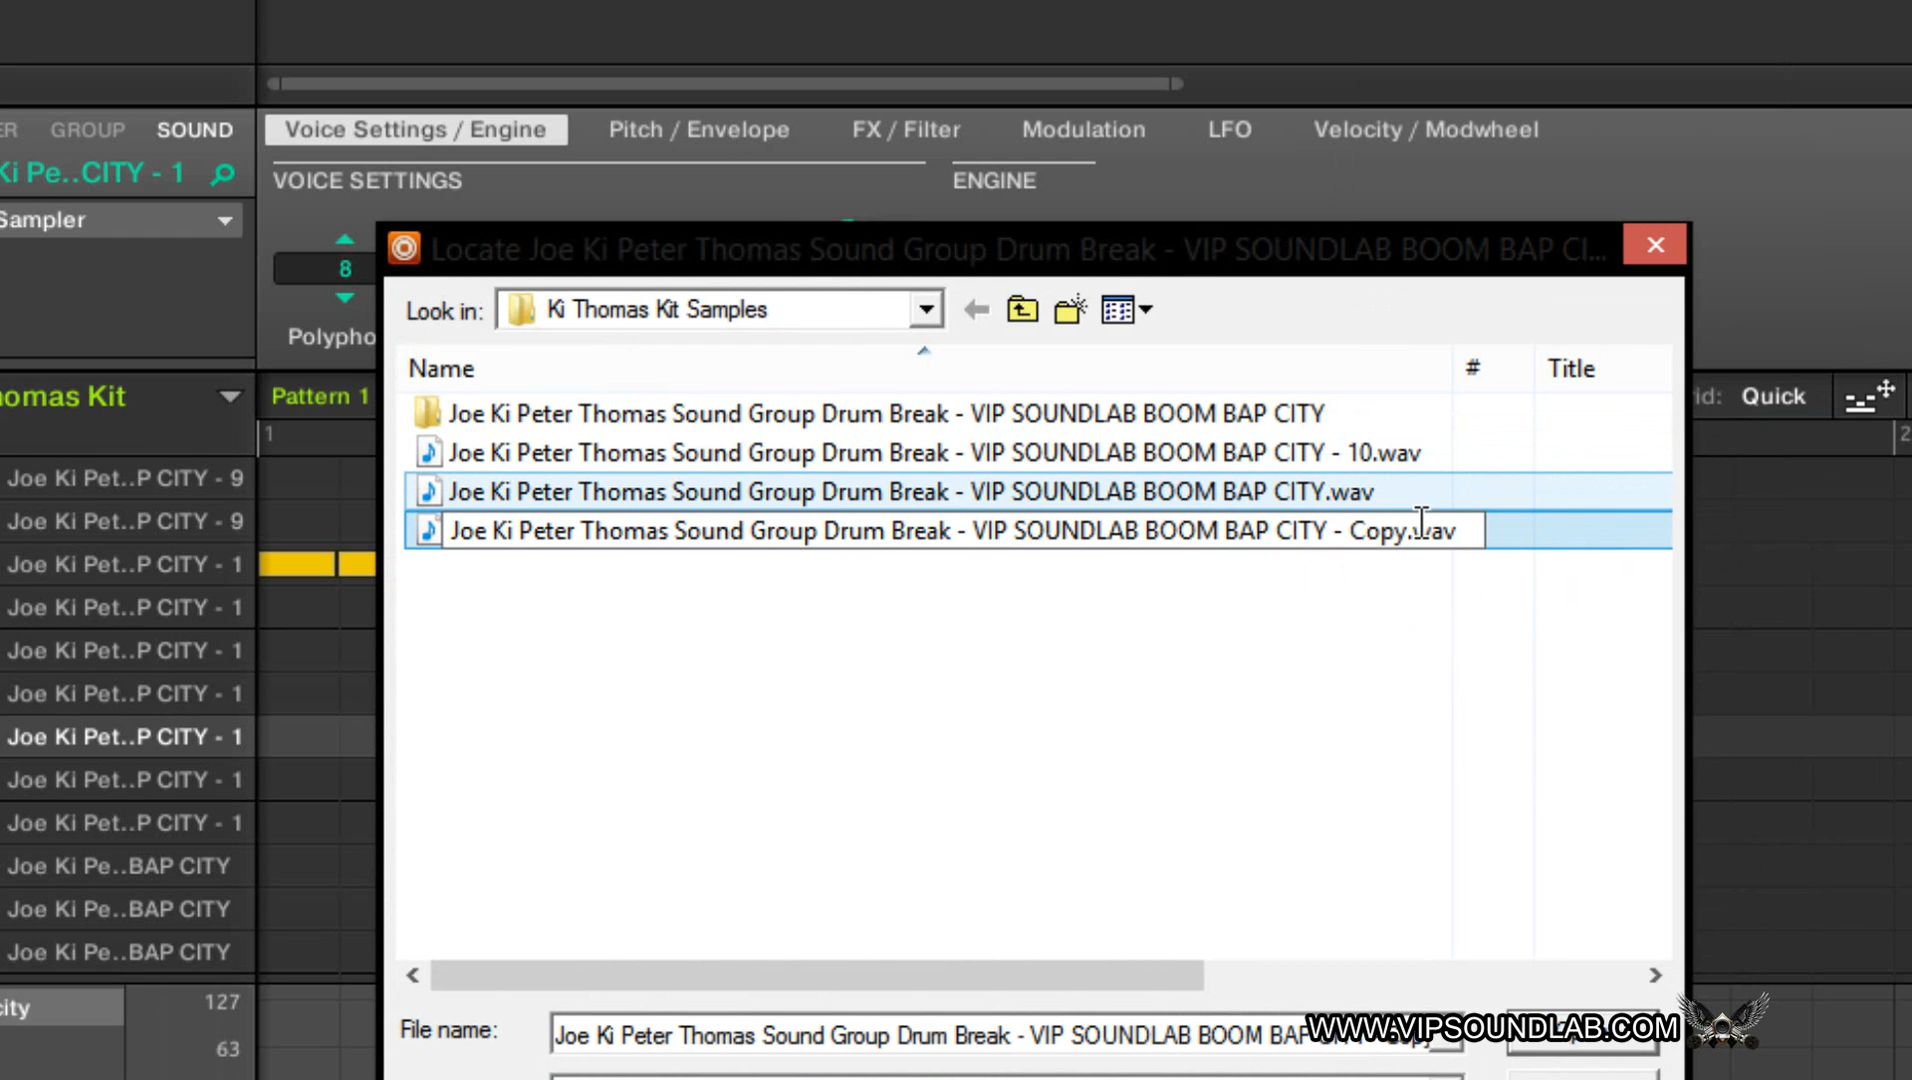 ER GROUP SOUND
Voice Settings / Engine Pitch / Envelope FX / Filter Modulation LFO Velocity / Modwheel
Ki Pe..CITY - 1
VOICE SETTINGS ENGINE
Sampler
8
Polypho
Locate Joe Ki Peter Thomas Sound Group Drum Break - VIP SOUNDLAB BOOM BAP CI...
Look in: Ki Thomas Kit Samples
Name # Title
homas Kit Pattern 1 rid: Quick
1 2
Joe Ki Peter Thomas Sound Group Drum Break - VIP SOUNDLAB BOOM BAP CITY
Joe Ki Peter Thomas Sound Group Drum Break - VIP SOUNDLAB BOOM BAP CITY - 10.wav
Joe Ki Peter Thomas Sound Group Drum Break - VIP SOUNDLAB BOOM BAP CITY.wav
Joe Ki Peter Thomas Sound Group Drum Break - VIP SOUNDLAB BOOM BAP CITY - Copy.wav
Joe Ki Pet..P CITY - 9
Joe Ki Pet..P CITY - 9
Joe Ki Pet..P CITY - 1
Joe Ki Pet..P CITY - 1
Joe Ki Pet..P CITY - 1
Joe Ki Pet..P CITY - 1
Joe Ki Pet..P CITY - 1
Joe Ki Pet..P CITY - 1
Joe Ki Pet..P CITY - 1
Joe Ki Pe..BAP CITY
Joe Ki Pe..BAP CITY
Joe Ki Pe..BAP CITY
city 127
63
File name: Joe Ki Peter Thomas Sound Group Drum Break - VIP SOUNDLAB BOOM BAP
WWW.VIPSOUNDLAB.COM